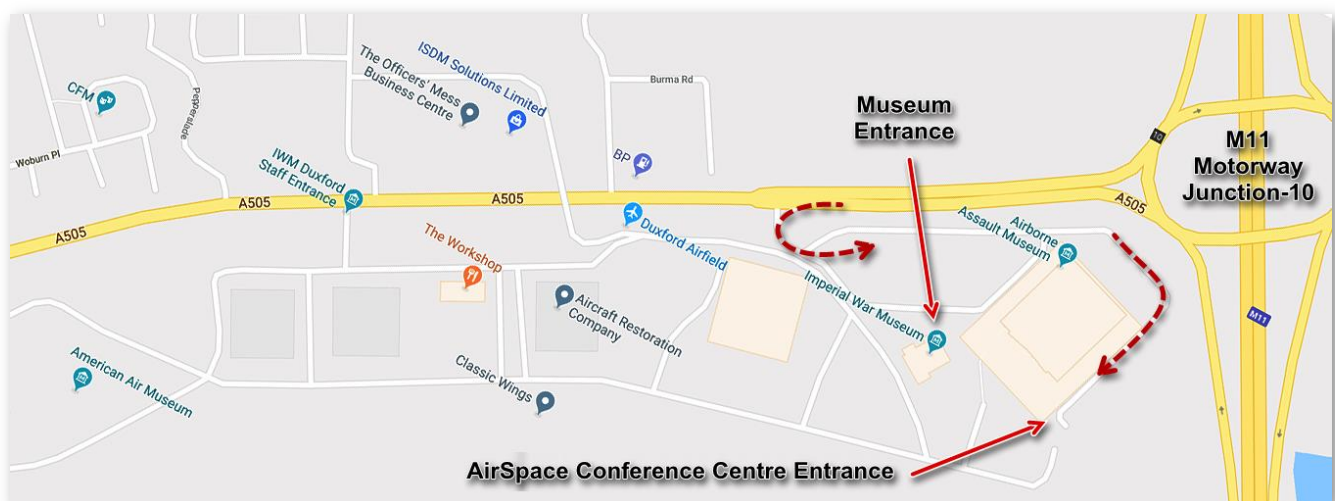 ISDM Solutions Limited
The Officers' Mess
Business Centre
CFM
Pepperslade
Burma Rd
Museum
Entrance
10
M11
Motorway
Junction-10
Woburn Pl
BP
IWM Duxford
Staff Entrance
A505
A505
A505
A505
Airborne
Assault Museum
Duxford Airfield
The Workshop
Imperial War Museum
Aircraft Restoration
Company
M11
American Air Museum
Classic Wings
AirSpace Conference Centre Entrance